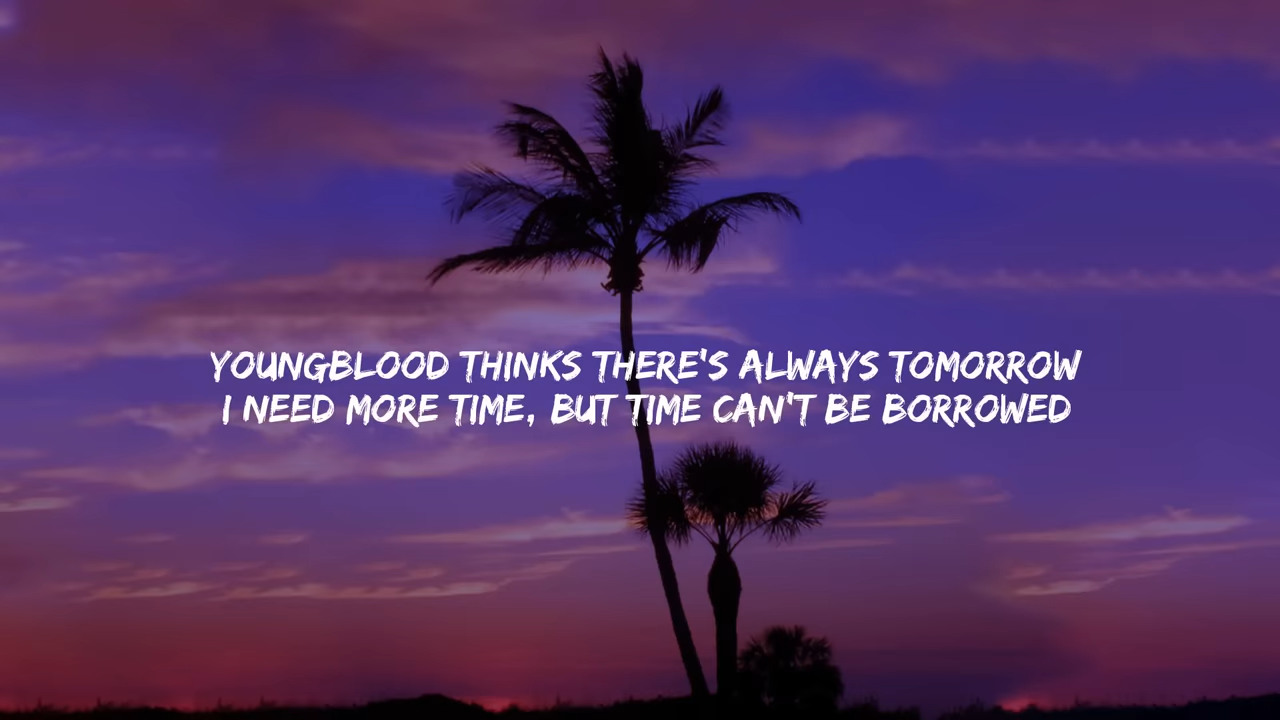 YOUNGBLOOD THINKS THERE'S ALWAYS TOMORROW
I NEED MORE TIME, BUT TIME CAN'T BE BORROWED